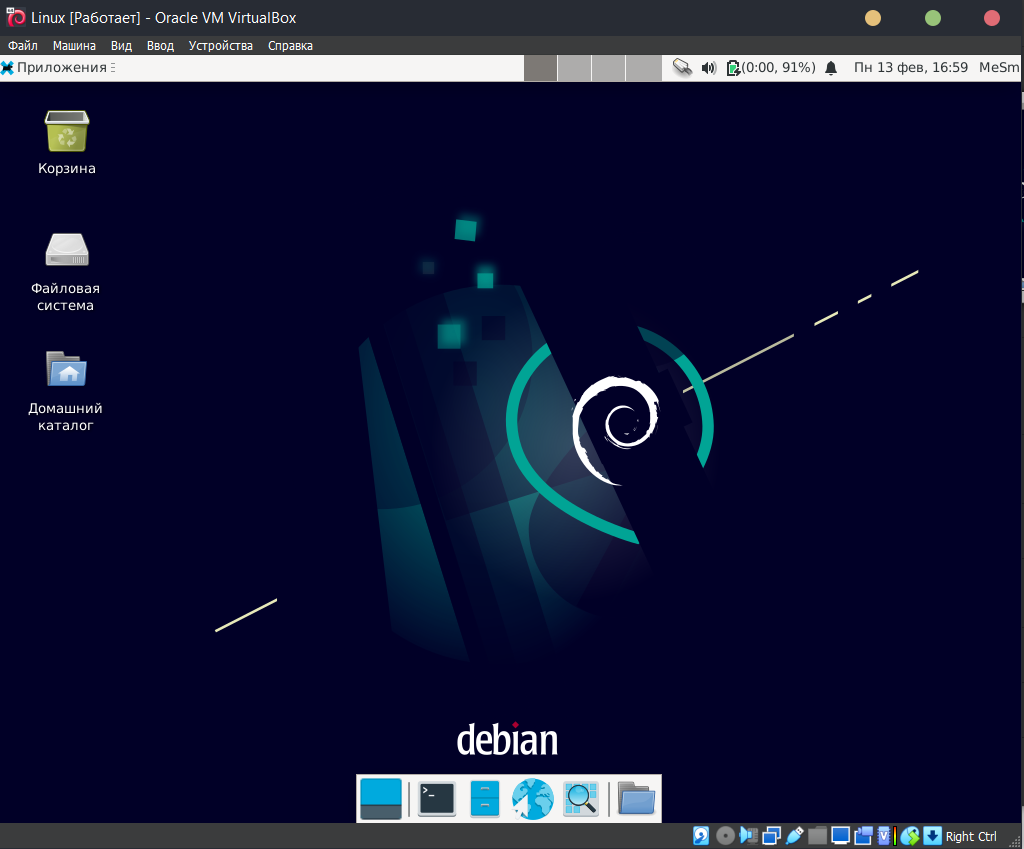 Linux [Работает] - Oracle VM VirtualBox
Файл Машина Вид Ввод Устройства Справка
Приложения (0:00, 91%) Пн 13 фев, 16:59 MeSm
Корзина
Файловая
система
Домашний
каталог
debian
>_
Right Ctrl